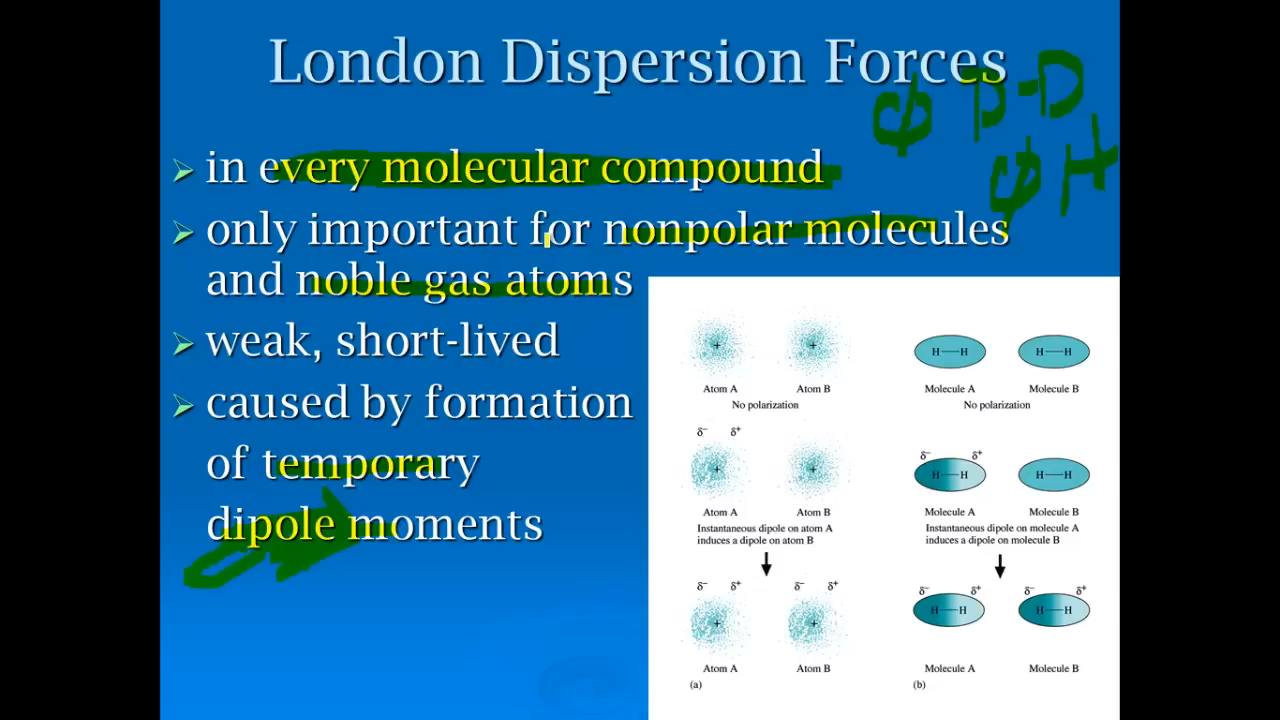 London Dispersion Forces
ϕ D-D
ϕ H
➢ in every molecular compound
➢ only important for nonpolar molecules
and noble gas atoms
➢ weak, short-lived
➢ caused by formation
of temporary
dipole moments
+ +
Atom A Atom B
No polarization
δ⁻ δ⁺
+ +
Atom A Atom B
Instantaneous dipole on atom A
induces a dipole on atom B
δ⁻ δ⁺ δ⁻ δ⁺
+ +
Atom A Atom B
(a)
H—H H—H
Molecule A Molecule B
No polarization
δ⁻ δ⁺
H—H H—H
Molecule A Molecule B
Instantaneous dipole on molecule A
induces a dipole on molecule B
δ⁻ δ⁺ δ⁻ δ⁺
H—H H—H
Molecule A Molecule B
(b)